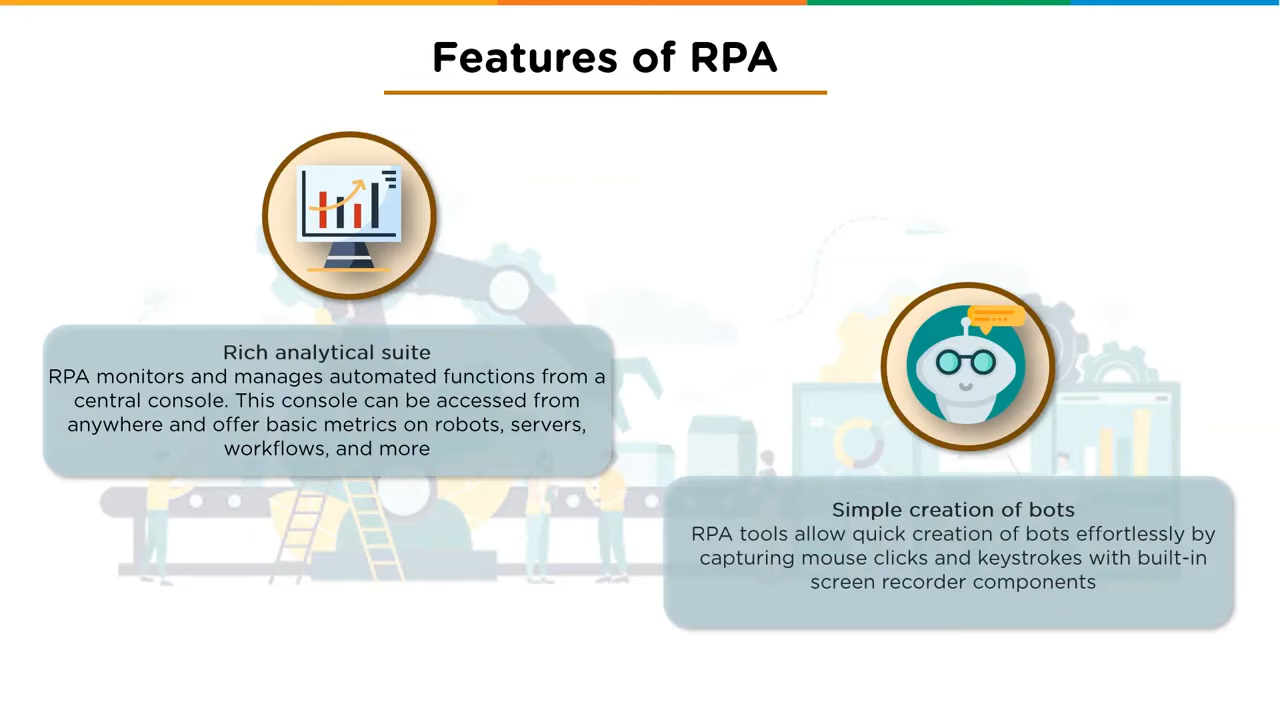 Features of RPA
Rich analytical suite
RPA monitors and manages automated functions from a
central console. This console can be accessed from
anywhere and offer basic metrics on robots, servers,
workflows, and more
Simple creation of bots
RPA tools allow quick creation of bots effortlessly by
capturing mouse clicks and keystrokes with built-in
screen recorder components